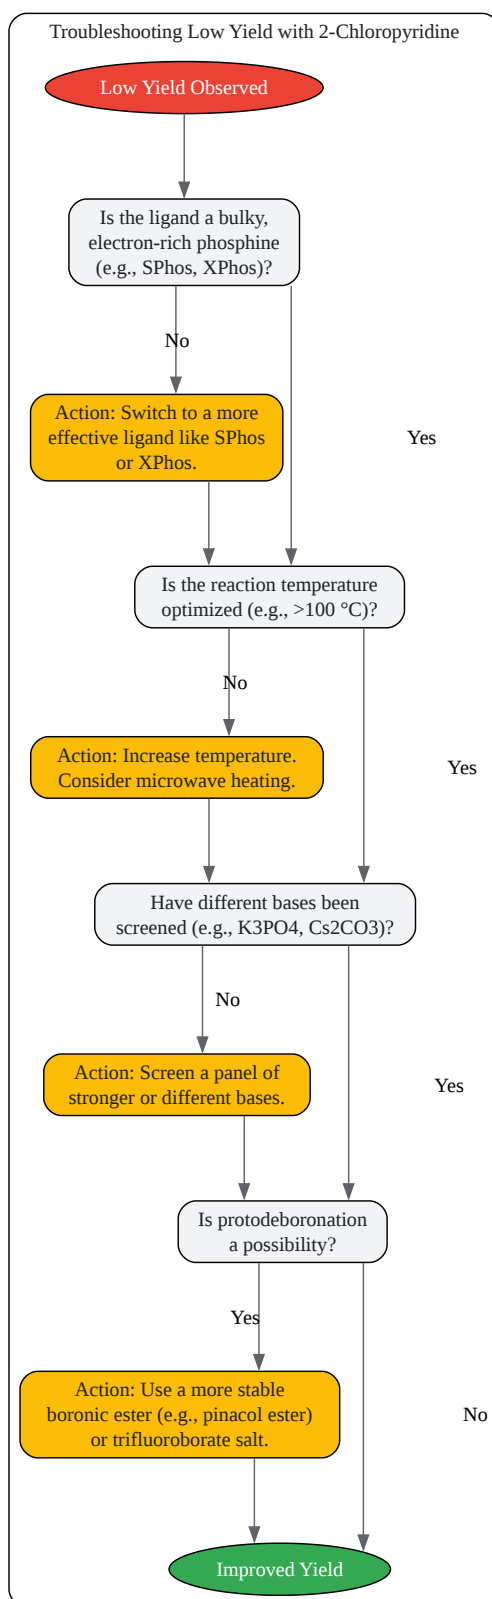 Troubleshooting Low Yield with 2-Chloropyridine
Low Yield Observed
Is the ligand a bulky,
electron-rich phosphine
(e.g., SPhos, XPhos)?
No
Action: Switch to a more
effective ligand like SPhos
or XPhos.
Yes
Is the reaction temperature
optimized (e.g., >100 °C)?
No
Action: Increase temperature.
Consider microwave heating.
Yes
Have different bases been
screened (e.g., K3PO4, Cs2CO3)?
No
Action: Screen a panel of
stronger or different bases.
Yes
Is protodeboronation
a possibility?
Yes
Action: Use a more stable
boronic ester (e.g., pinacol ester)
or trifluoroborate salt.
No
Improved Yield